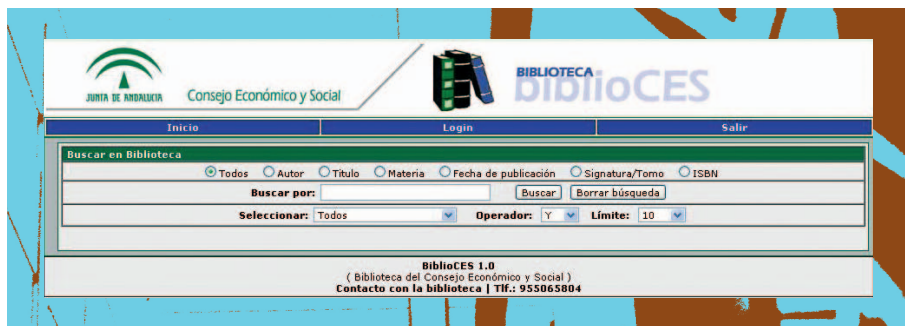 JUNTA DE ANDALUCIA
Consejo Económico y Social
BIBLIOTECA
biblioCES
Inicio Login Salir
Buscar en Biblioteca
Todos Autor Título Materia Fecha de publicación Signatura/Tomo ISBN
Buscar por: Buscar Borrar búsqueda
Seleccionar: Todos Operador: Y Límite: 10
BiblioCES 1.0
( Biblioteca del Consejo Económico y Social )
Contacto con la biblioteca | Tlf.: 955065804